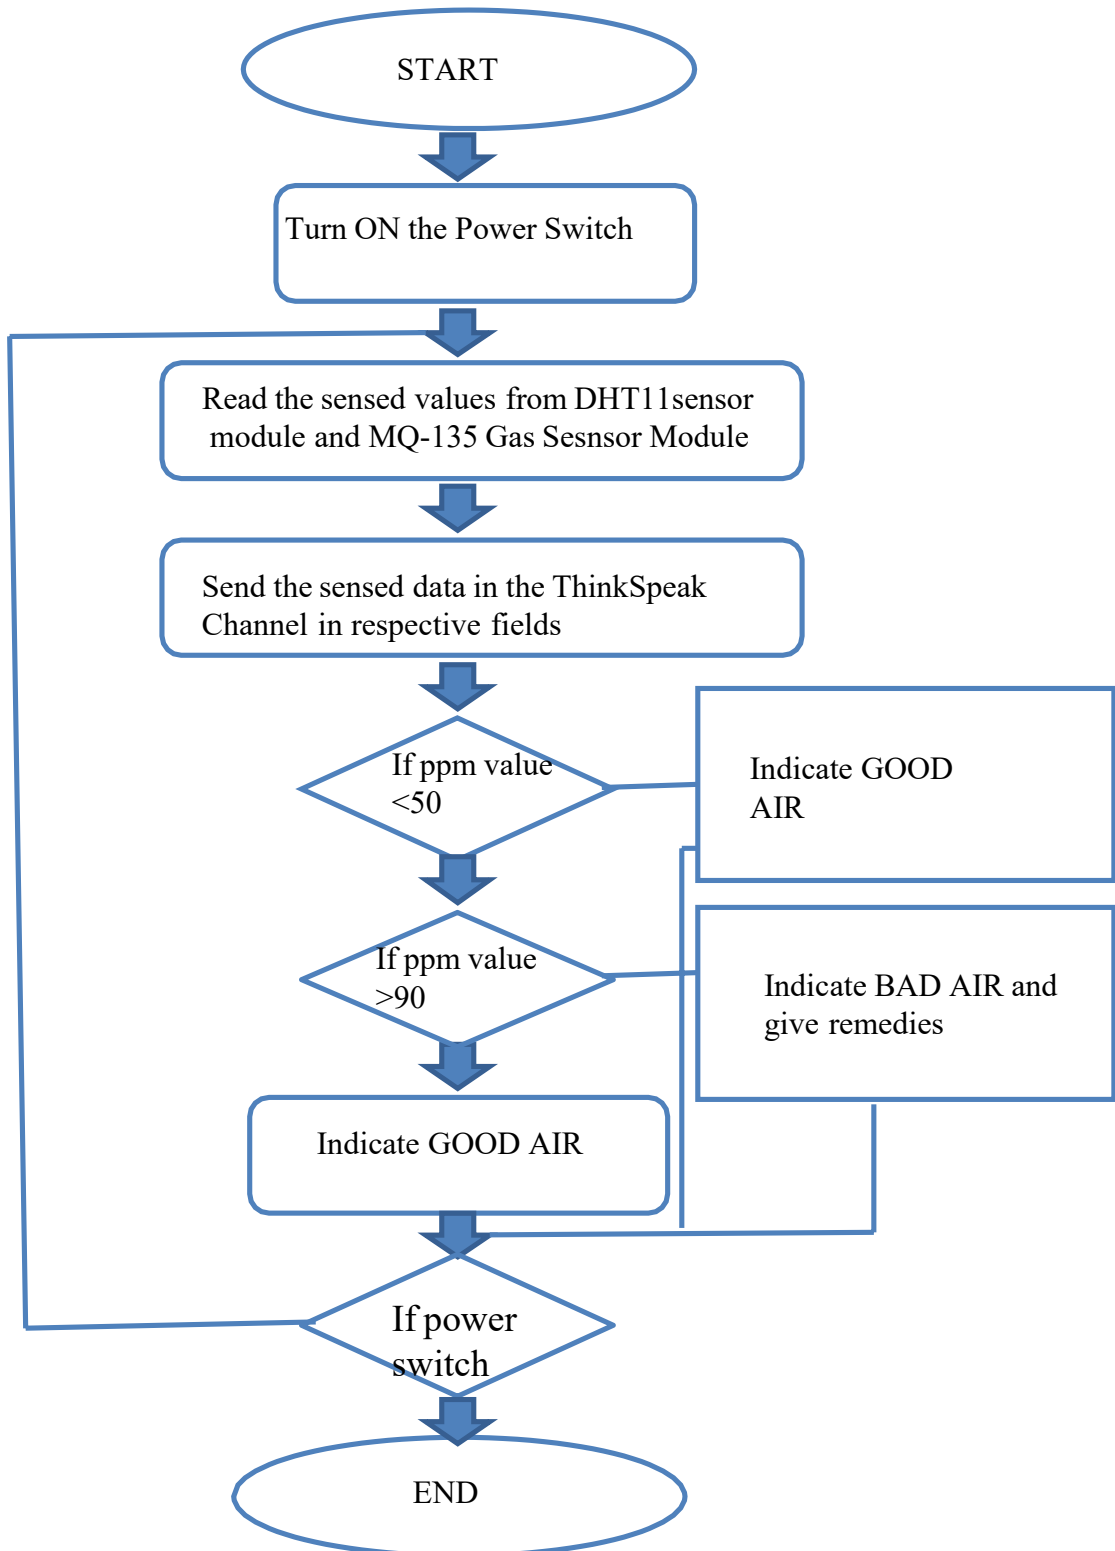 START
Turn ON the Power Switch
Read the sensed values from DHT11sensor
module and MQ-135 Gas Sesnsor Module
Send the sensed data in the ThinkSpeak
Channel in respective fields
If ppm value
<50
Indicate GOOD
AIR
If ppm value
>90
Indicate BAD AIR and
give remedies
Indicate GOOD AIR
If power
switch
END